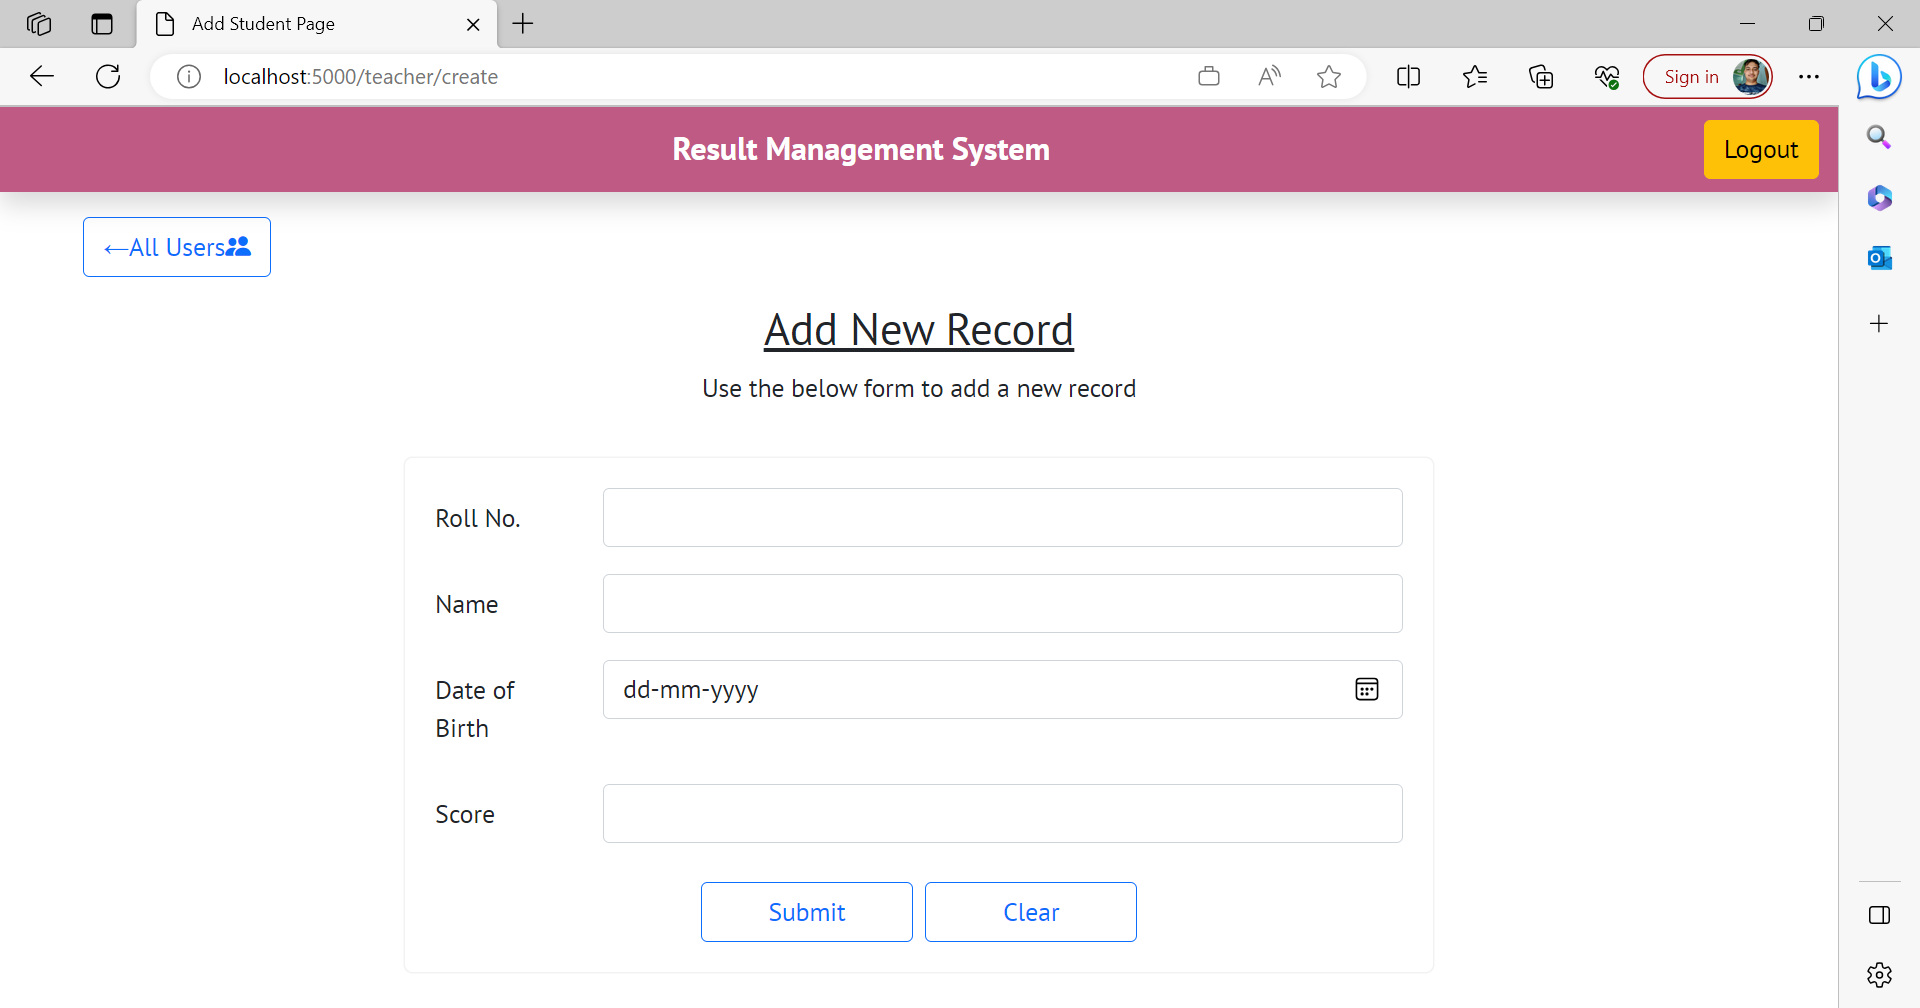 Add Student Page
localhost:5000/teacher/create
Sign in
Result Management System
Logout
←All Users
Add New Record
Use the below form to add a new record
Roll No.
Name
Date of
Birth
dd-mm-yyyy
Score
Submit
Clear